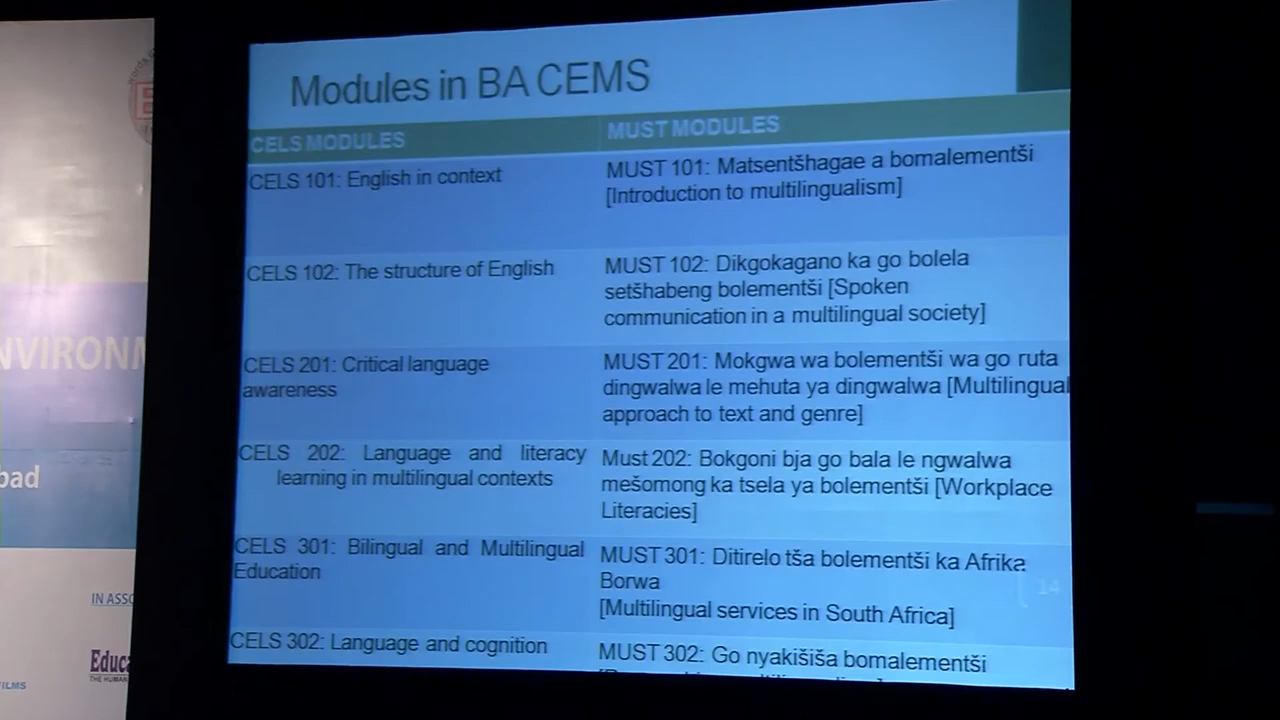 Modules in BA CEMS
CELS MODULES
MUST MODULES
CELS 101: English in context
MUST 101: Matsentšhagae a bomalementši
[Introduction to multilingualism]
CELS 102: The structure of English
MUST 102: Dikgokagano ka go bolela
setšhabeng bolementši [Spoken
communication in a multilingual society]
CELS 201: Critical language
awareness
MUST 201: Mokgwa wa bolementši wa go ruta
dingwalwa le mehuta ya dingwalwa [Multilingual
approach to text and genre]
CELS 202: Language and literacy
learning in multilingual contexts
Must 202: Bokgoni bja go bala le ngwalwa
mešomong ka tsela ya bolementši [Workplace
Literacies]
CELS 301: Bilingual and Multilingual
Education
MUST 301: Ditirelo tša bolementši ka Afrika
Borwa
[Multilingual services in South Africa]
14
CELS 302: Language and cognition
MUST 302: Go nyakišiša bomalementši
NVIRONM
bad
IN ASSO
Educa
THE HUMAN
FILMS